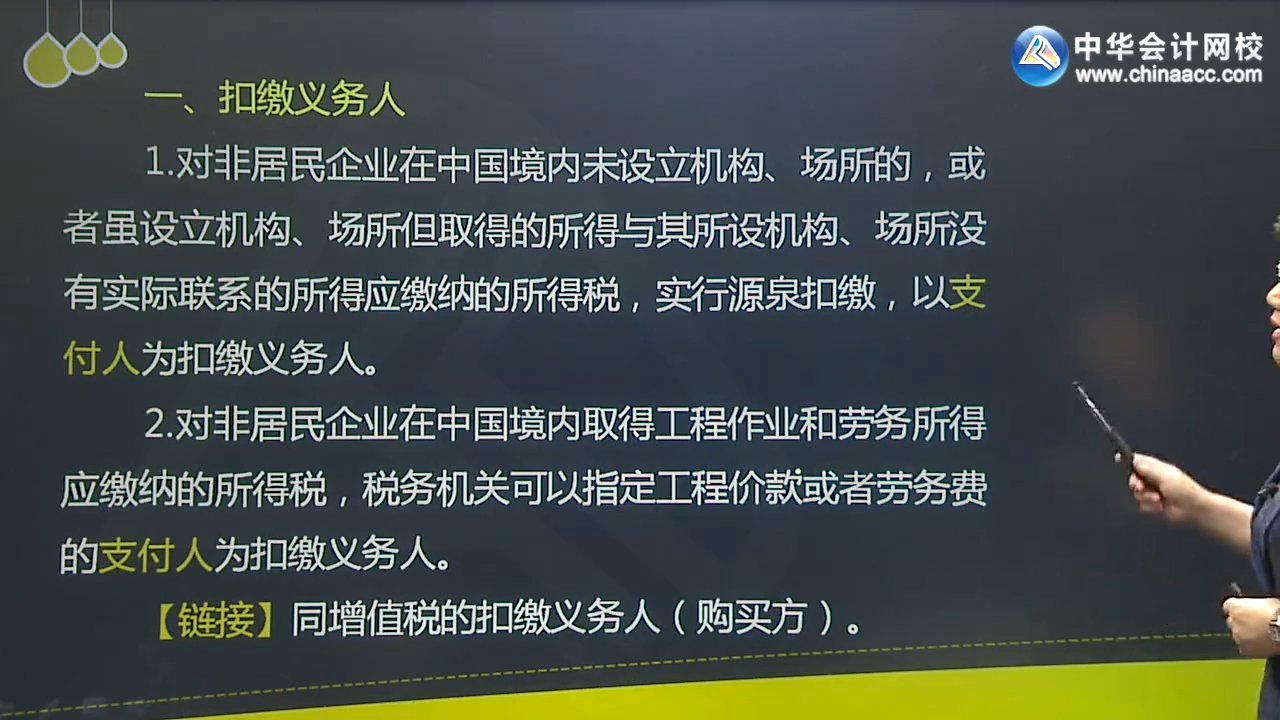 中华会计网校
www.chinaacc.com
一、扣缴义务人
1.对非居民企业在中国境内未设立机构、场所的，或
者虽设立机构、场所但取得的所得与其所设机构、场所没
有实际联系的所得应缴纳的所得税，实行源泉扣缴，以支
付人为扣缴义务人。
2.对非居民企业在中国境内取得工程作业和劳务所得
应缴纳的所得税，税务机关可以指定工程价款或者劳务费
的支付人为扣缴义务人。
【链接】同增值税的扣缴义务人（购买方）。